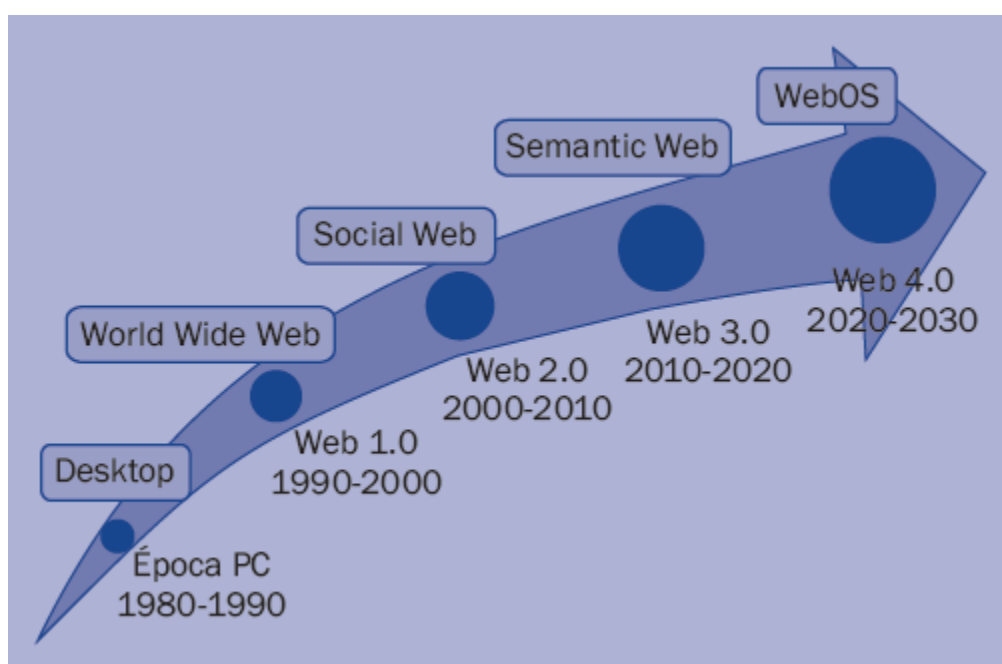 Desktop
Época PC
1980-1990
World Wide Web
Web 1.0
1990-2000
Social Web
Web 2.0
2000-2010
Semantic Web
Web 3.0
2010-2020
WebOS
Web 4.0
2020-2030